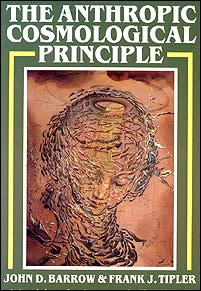 THE ANTHROPIC
COSMOLOGICAL
PRINCIPLE
JOHN D. BARROW & FRANK J. TIPLER